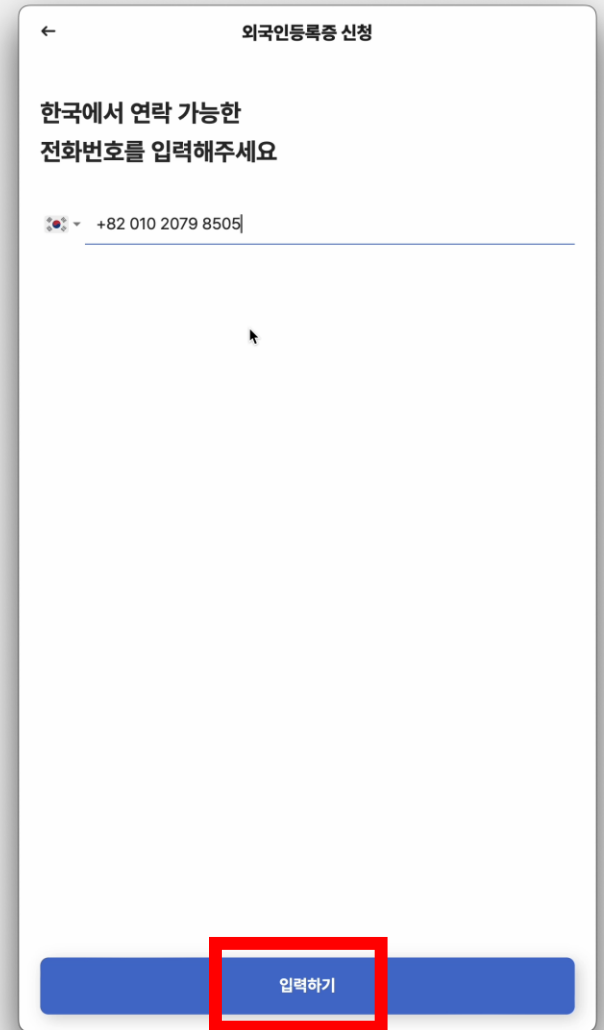 외국인등록증 신청
한국에서 연락 가능한
전화번호를 입력해주세요
+82 010 2079 8505
입력하기